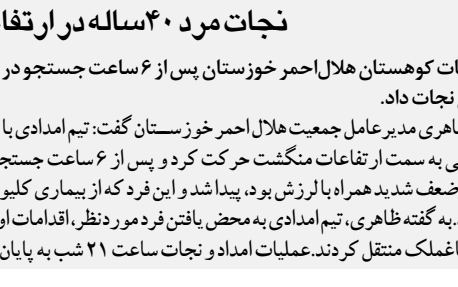 نجات مرد ۴۰ساله در ارتفا
ات کوهستان هلال‌احمر خوزستان پس از ۶ ساعت جستجو در
نجات داد.
اهری مدیرعامل جمعیت هلال احمر خوزستان گفت: تیم امدادی با
ی به سمت ارتفاعات منگشت حرکت کرد و پس از ۶ ساعت جستج
ضعف شدید همراه با لرزش بود، پیدا شد و این فرد که از بیماری کلیو
.به گفته ظاهری، تیم امدادی به محض یافتن فرد موردنظر، اقدامات او
اغملک منتقل کردند.عملیات امداد و نجات ساعت ۲۱ شب به پایان